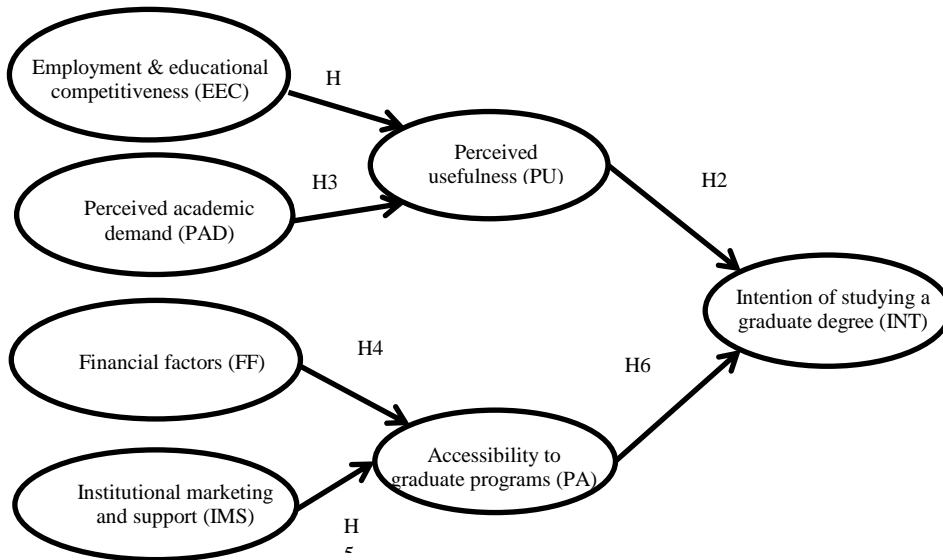 Employment & educational
competitiveness (EEC)
H
Perceived
usefulness (PU)
H2
Perceived academic
demand (PAD)
H3
Intention of studying a
graduate degree (INT)
Financial factors (FF)
H4
H6
Accessibility to
graduate programs (PA)
Institutional marketing
and support (IMS)
H
5